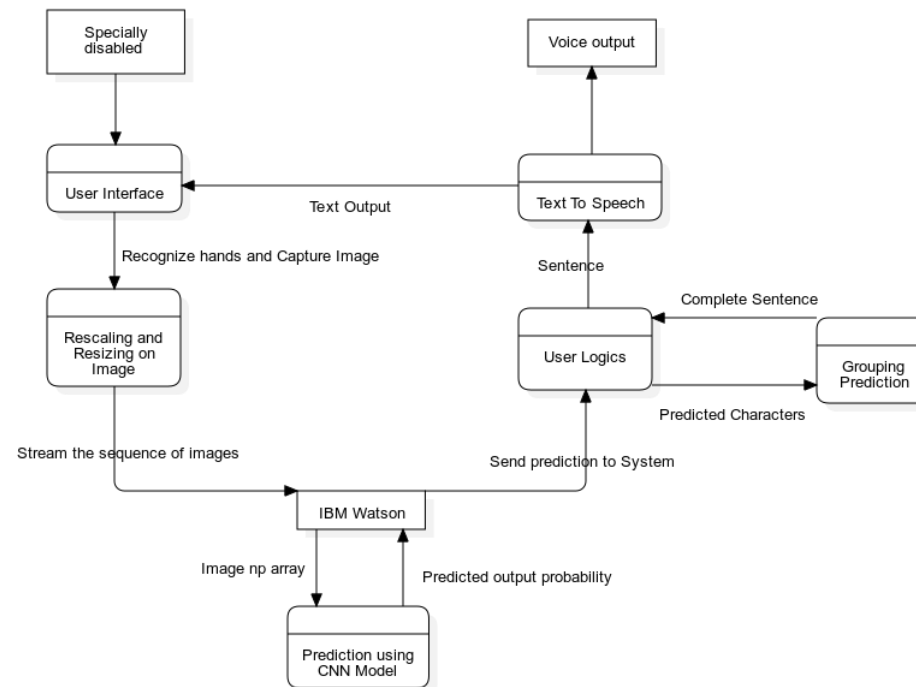 Specially
disabled
Voice output
User Interface
Text To Speech
Text Output
Recognize hands and Capture Image
Sentence
Complete Sentence
Rescaling and
Resizing on
Image
User Logics
Grouping
Prediction
Predicted Characters
Stream the sequence of images
Send prediction to System
IBM Watson
Image np array
Predicted output probability
Prediction using
CNN Model